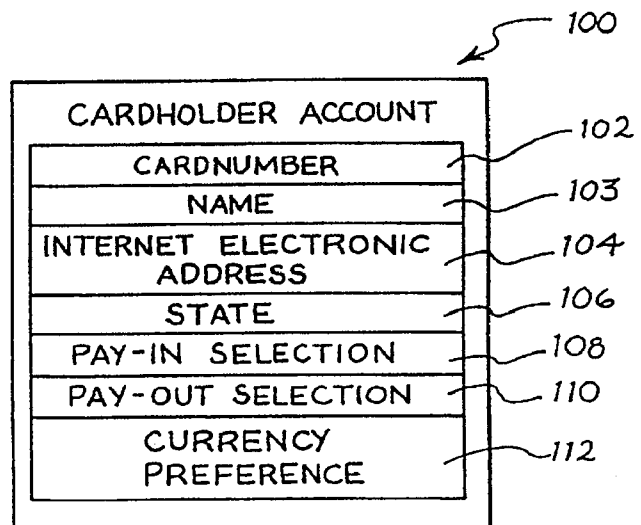 100
CARDHOLDER ACCOUNT
CARDNUMBER 102
NAME 103
INTERNET ELECTRONIC
ADDRESS 104
STATE 106
PAY-IN SELECTION 108
PAY-OUT SELECTION 110
CURRENCY
PREFERENCE 112